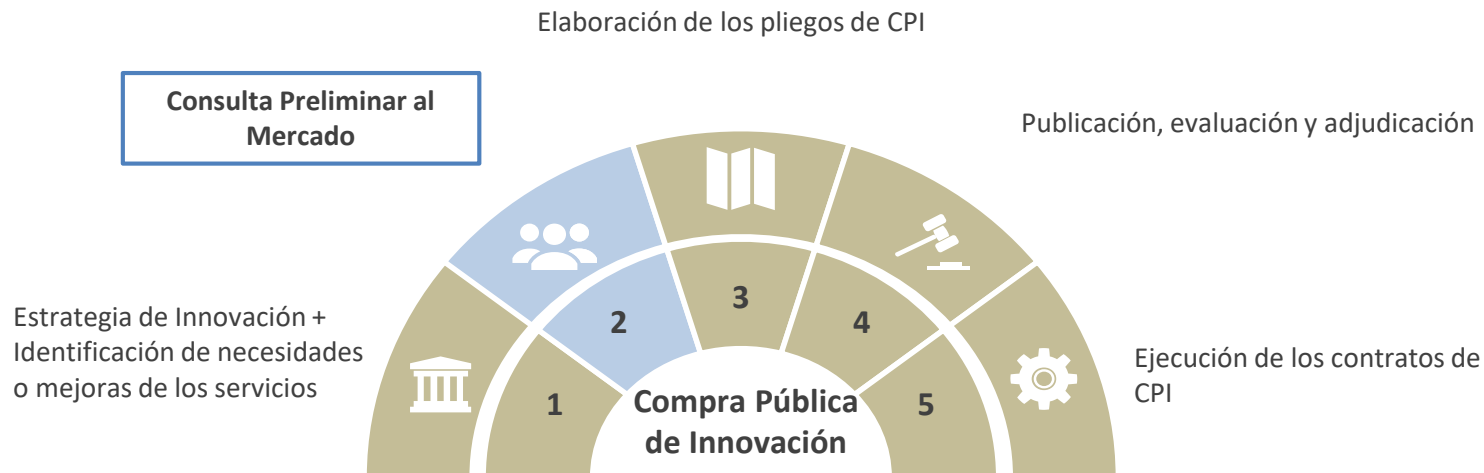 Elaboración de los pliegos de CPI
Consulta Preliminar al
Mercado
Publicación, evaluación y adjudicación
Estrategia de Innovación +
Identificación de necesidades
o mejoras de los servicios
1
2
3
4
5
Compra Pública
de Innovación
Ejecución de los contratos de
CPI